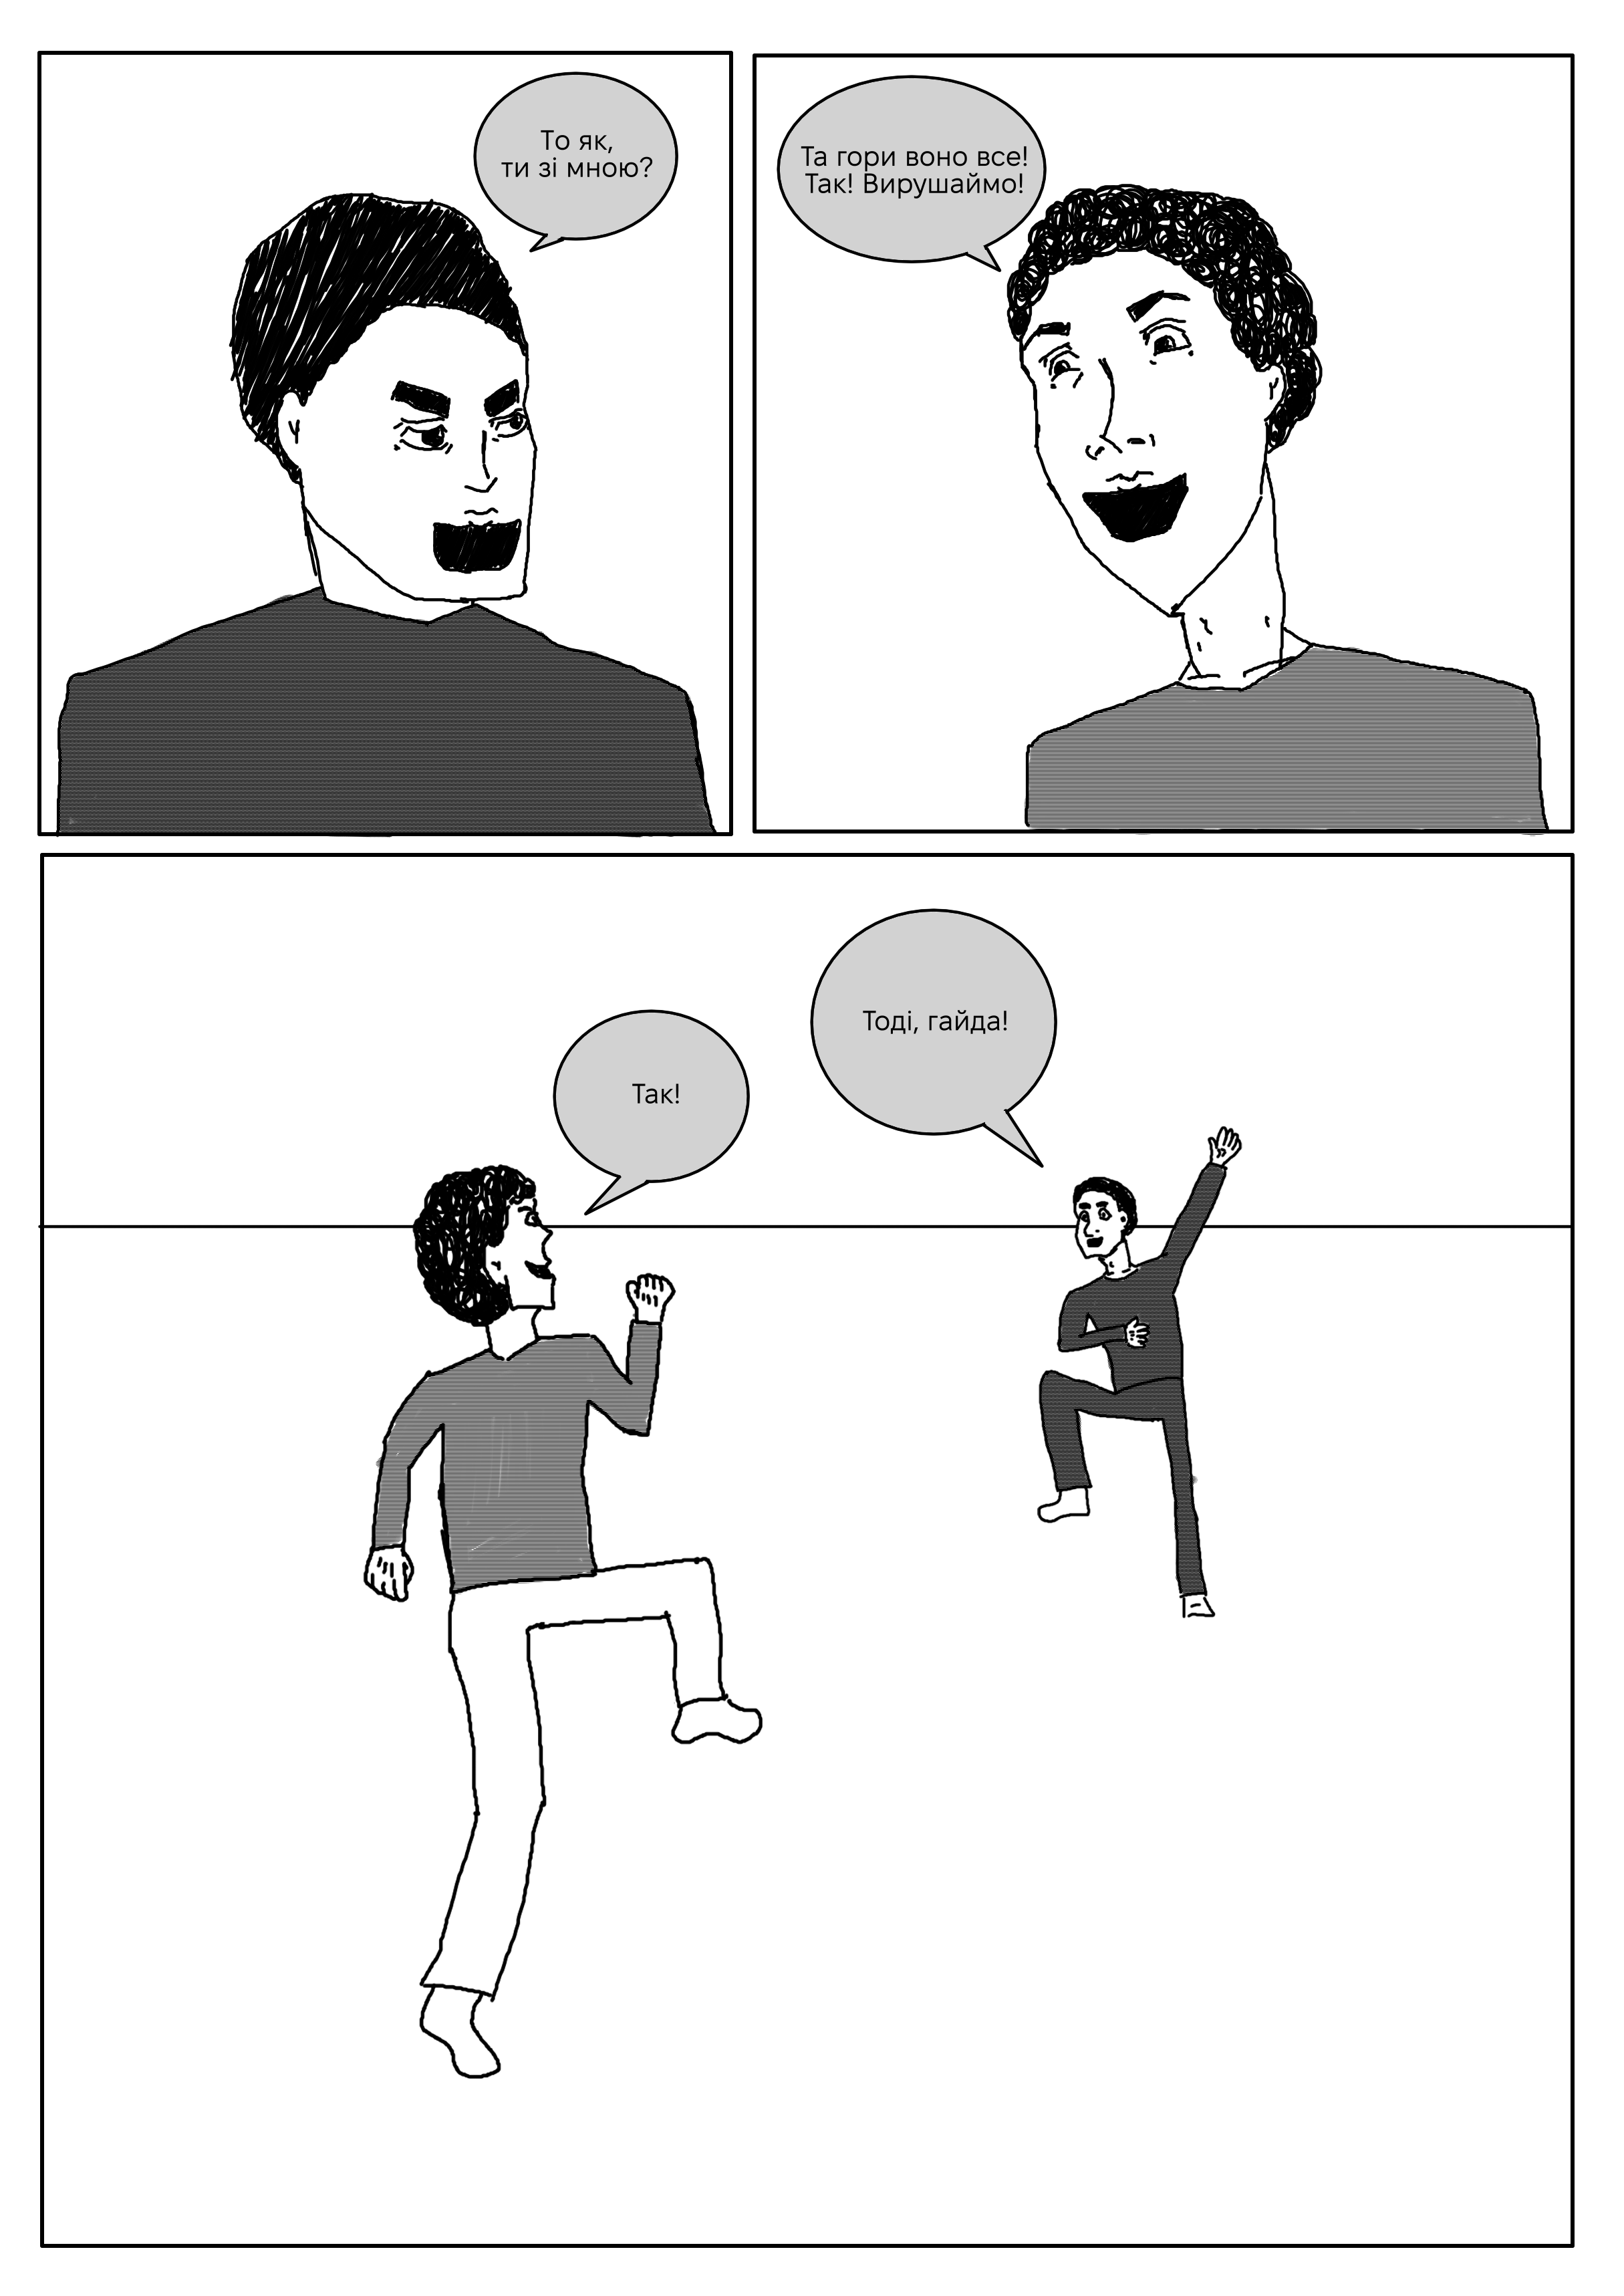 То як,
ти зі мною?
Та гори воно все!
Так! Вирушаймо!
Так!
Тоді, гайда!